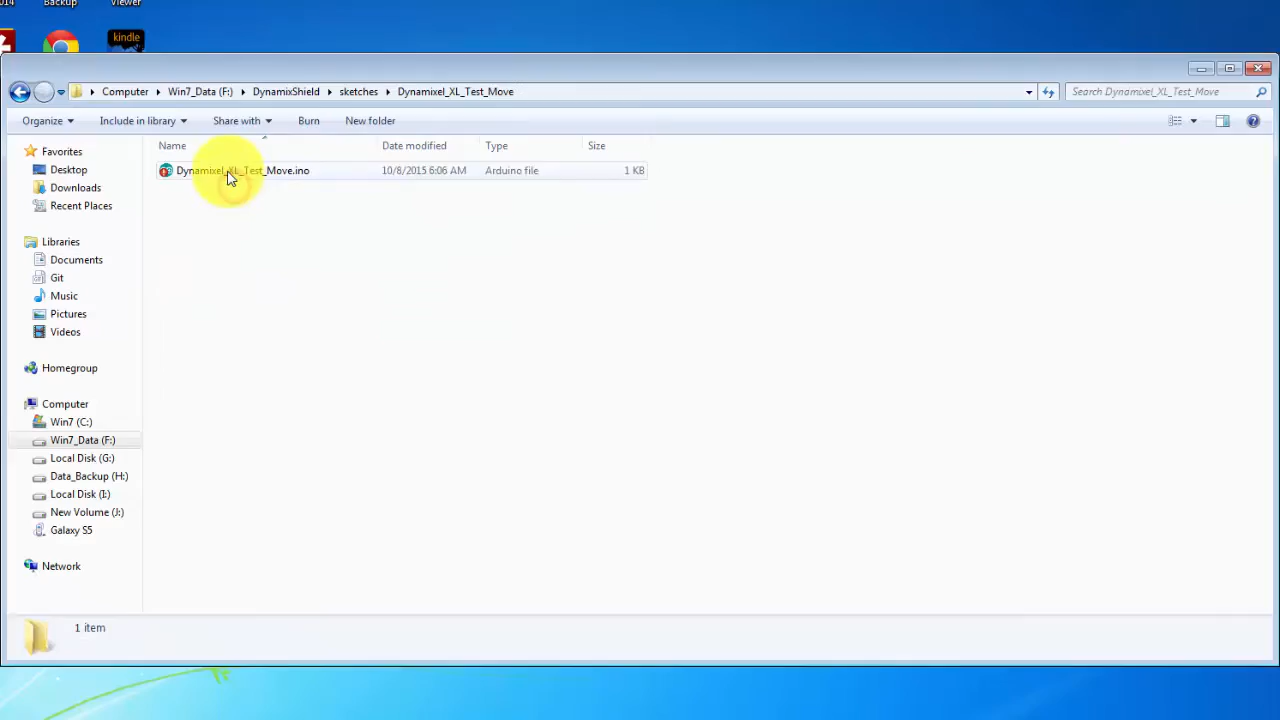 014
Backup
Viewer
kindle
Computer
Win7_Data (F:)
DynamixShield
sketches
Dynamixel_XL_Test_Move
Search Dynamixel_XL_Test_Move
Organize
Include in library
Share with
Burn
New folder
Name
Date modified
Type
Size
Dynamixel_XL_Test_Move.ino
10/8/2015 6:06 AM
Arduino file
1 KB
Favorites
Desktop
Downloads
Recent Places
Libraries
Documents
Git
Music
Pictures
Videos
Homegroup
Computer
Win7 (C:)
Win7_Data (F:)
Local Disk (G:)
Data_Backup (H:)
Local Disk (I:)
New Volume (J:)
Galaxy S5
Network
1 item